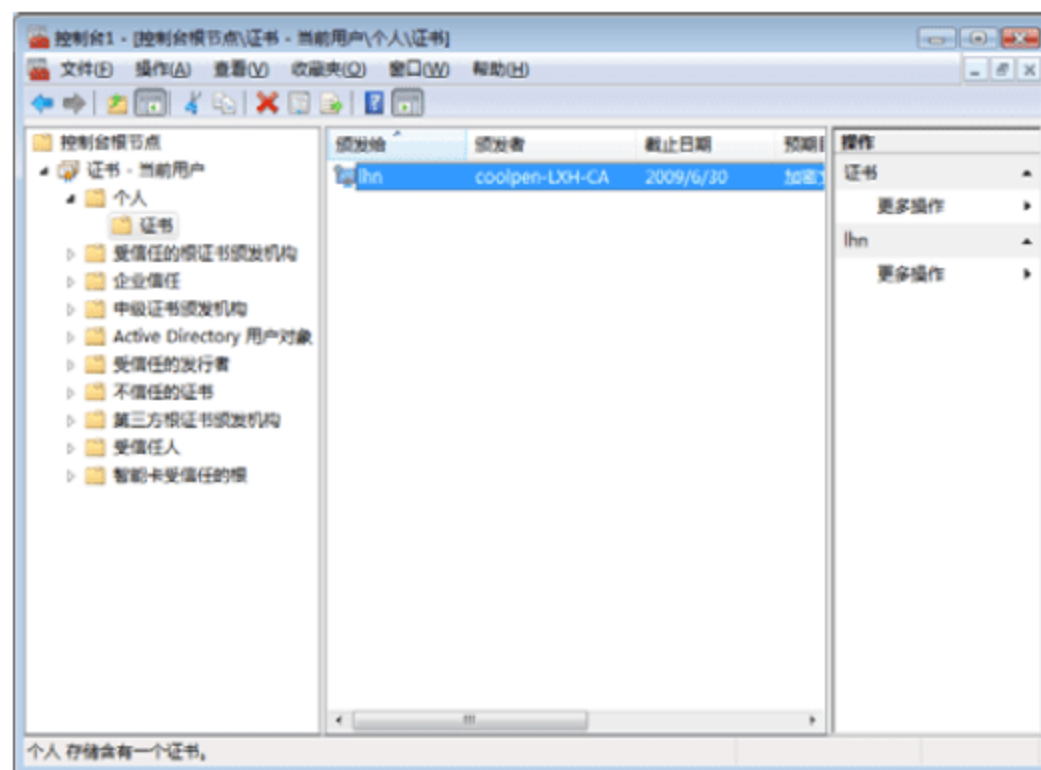 控制台1 - [控制台根节点\证书 - 当前用户\个人\证书]
文件(F) 操作(A) 查看(V) 收藏夹(O) 窗口(W) 帮助(H)
控制台根节点
证书 - 当前用户
个人
证书
受信任的根证书颁发机构
企业信任
中级证书颁发机构
Active Directory 用户对象
受信任的发行者
不信任的证书
第三方根证书颁发机构
受信任人
智能卡受信任的根
颁发给 颁发者 截止日期 预期
lhn coolpen-LXH-CA 2009/6/30 加密
操作
证书
更多操作
lhn
更多操作
个人 存储含有一个证书。